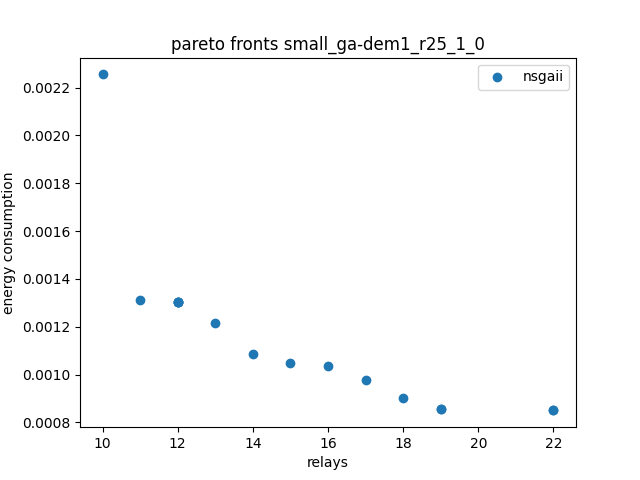 pareto fronts small_ga-dem1_r25_1_0
nsgaii
0.0022
0.0020
0.0018
0.0016
0.0014
0.0012
0.0010
0.0008
energy consumption
10 12 14 16 18 20 22
relays